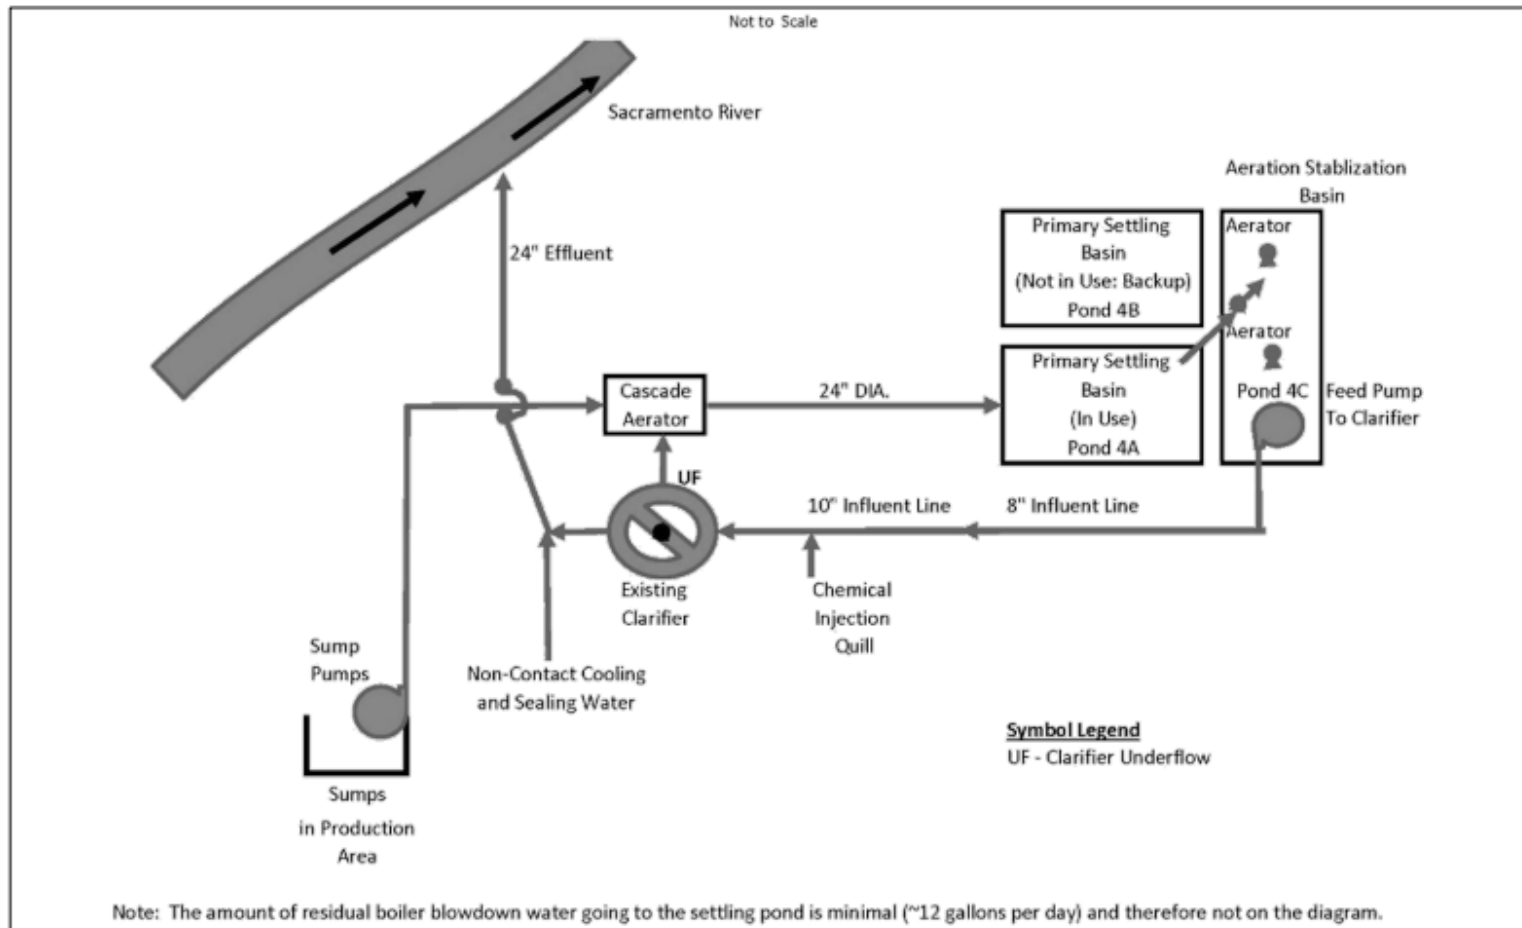 Not to Scale
Sacramento River
Aeration Stablization
Basin
Primary Settling
Basin
(Not in Use: Backup)
Pond 4B
Aerator
24" Effluent
Aerator
Primary Settling
Basin
(In Use)
Pond 4A
Cascade
Aerator
24" DIA.
Pond 4C
Feed Pump
To Clarifier
UF
10" Influent Line
8" Influent Line
Existing
Clarifier
Chemical
Injection
Quill
Sump
Pumps
Non-Contact Cooling
and Sealing Water
Symbol Legend
UF - Clarifier Underflow
Sumps
in Production
Area
Note: The amount of residual boiler blowdown water going to the settling pond is minimal (~12 gallons per day) and therefore not on the diagram.